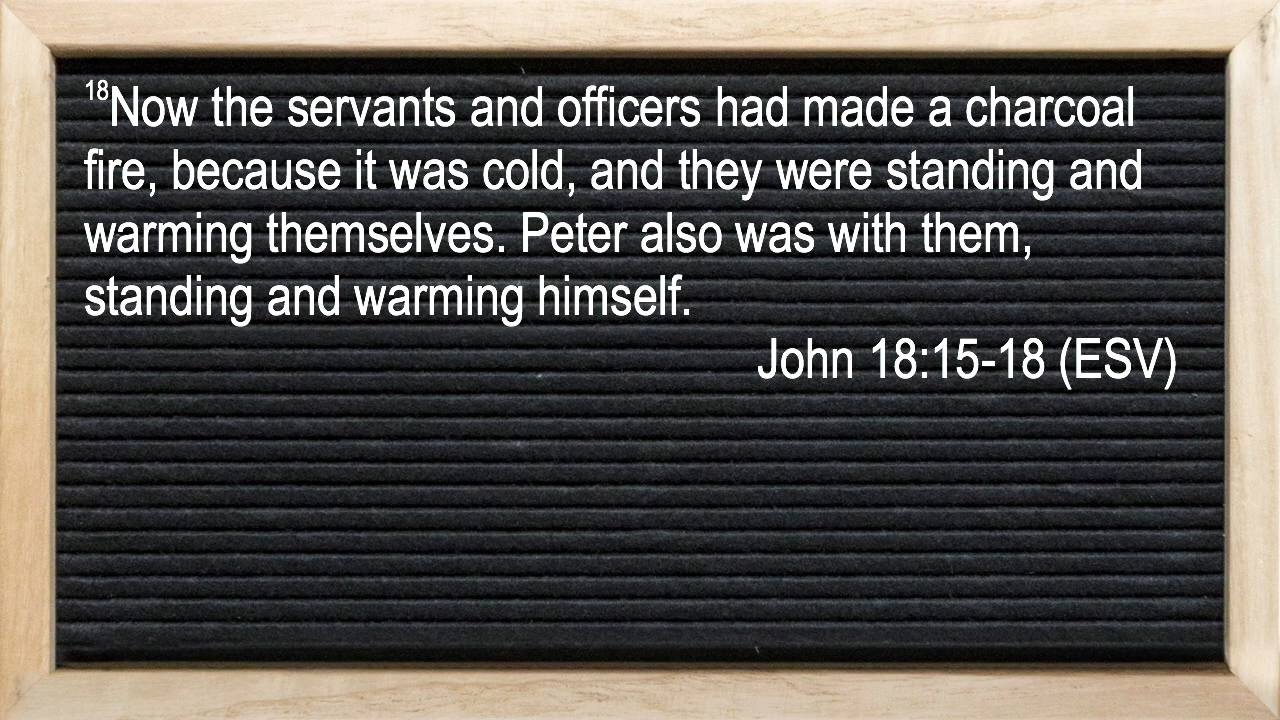 18Now the servants and officers had made a charcoal
fire, because it was cold, and they were standing and
warming themselves. Peter also was with them,
standing and warming himself.
John 18:15-18 (ESV)